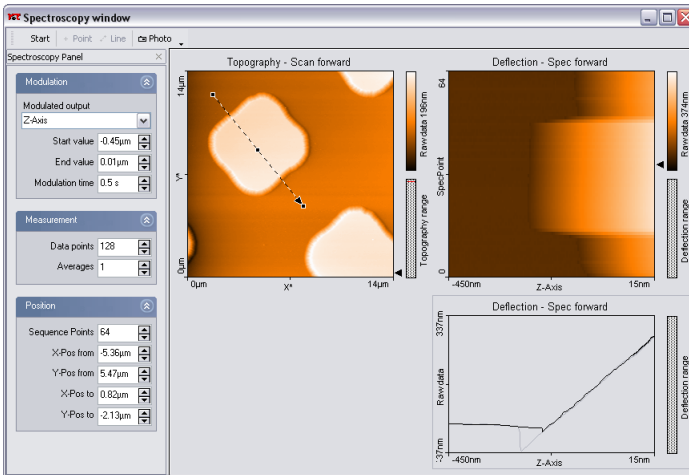 Spectroscopy window
Start Point Line Photo
Spectroscopy Panel
Modulation
Modulated output
Z-Axis
Start value -0.45µm
End value 0.01µm
Modulation time 0.5 s
Measurement
Data points 128
Averages 1
Position
Sequence Points 64
X-Pos from -5.36µm
Y-Pos from 5.47µm
X-Pos to 0.82µm
Y-Pos to -2.13µm
Topography - Scan forward
14µm
Y*
0µm
0µm X* 14µm
Raw data 196nm
Topography range
Deflection - Spec forward
64
SpecPoint
0
-450nm Z-Axis 15nm
Raw data 374nm
Deflection range
Deflection - Spec forward
337nm
Raw data
-450nm Z-Axis 15nm
Deflection range